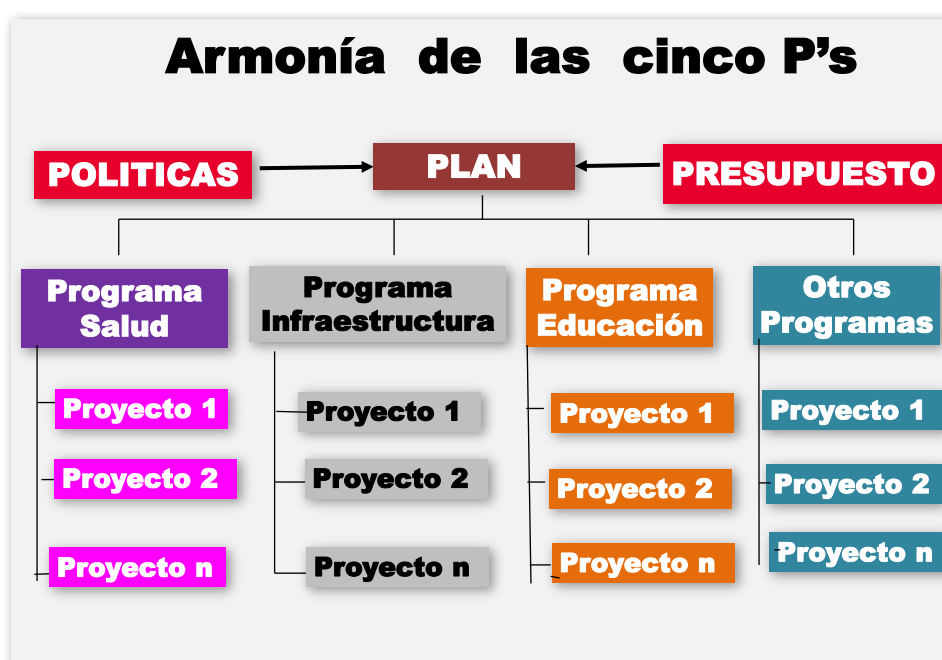 Armonía de las cinco P's
POLITICAS
PLAN
PRESUPUESTO
Programa
Salud
Programa
Infraestructura
Programa
Educación
Otros
Programas
Proyecto 1
Proyecto 2
Proyecto n
Proyecto 1
Proyecto 2
Proyecto n
Proyecto 1
Proyecto 2
Proyecto n
Proyecto 1
Proyecto 2
Proyecto n